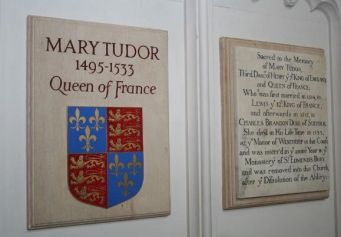 MARY TUDOR
1495-1533
Queen of France
Sacred to the Memory
of MARY TUDOR,
Third Daur. of Henry ye 7th KING of ENGLAND
and QUEEN of FRANCE;
Who was first married in 1514, to
LEWIS ye 12th KING of FRANCE,
and afterwards in 1517, to
CHARLES BRANDON DUKE of SUFFOLK.
She died in His Life Time in 1533,
at ye Manor of WESTHORP in this County
and was interr'd in ye same Year in ye
Monastery of ST. EDMUNDS BURY
and was removed into this Church,
after ye Dissolution of the Abbey.